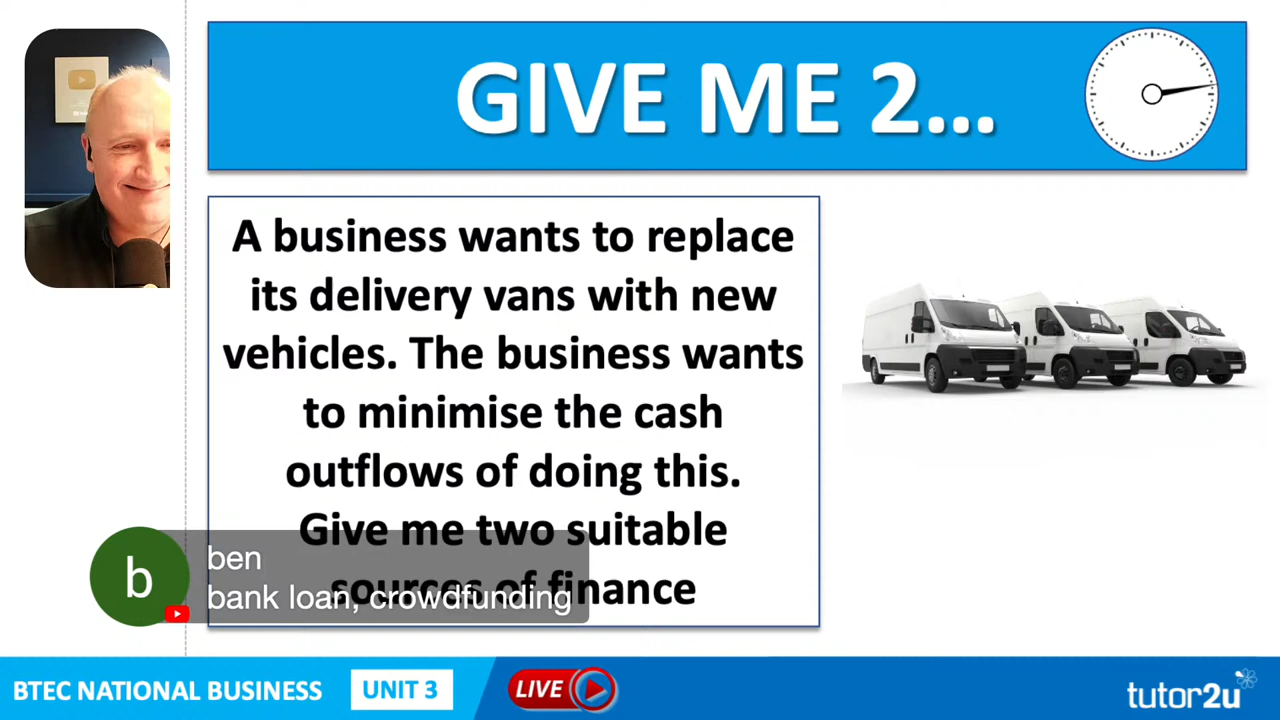 GIVE ME 2...
A business wants to replace
its delivery vans with new
vehicles. The business wants
to minimise the cash
outflows of doing this.
Give me two suitable
sources of finance
b
ben
bank loan, crowdfunding
BTEC NATIONAL BUSINESS
UNIT 3
LIVE
tutor2u